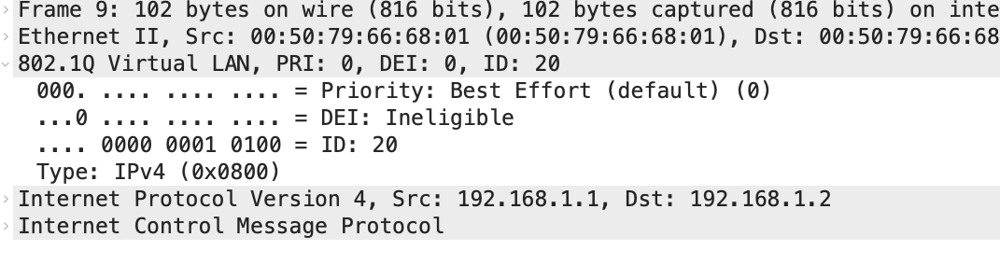 Frame 9: 102 bytes on wire (816 bits), 102 bytes captured (816 bits) on inte
Ethernet II, Src: 00:50:79:66:68:01 (00:50:79:66:68:01), Dst: 00:50:79:66:68
802.1Q Virtual LAN, PRI: 0, DEI: 0, ID: 20
000. .... .... .... = Priority: Best Effort (default) (0)
...0 .... .... .... = DEI: Ineligible
.... 0000 0001 0100 = ID: 20
Type: IPv4 (0x0800)
Internet Protocol Version 4, Src: 192.168.1.1, Dst: 192.168.1.2
Internet Control Message Protocol